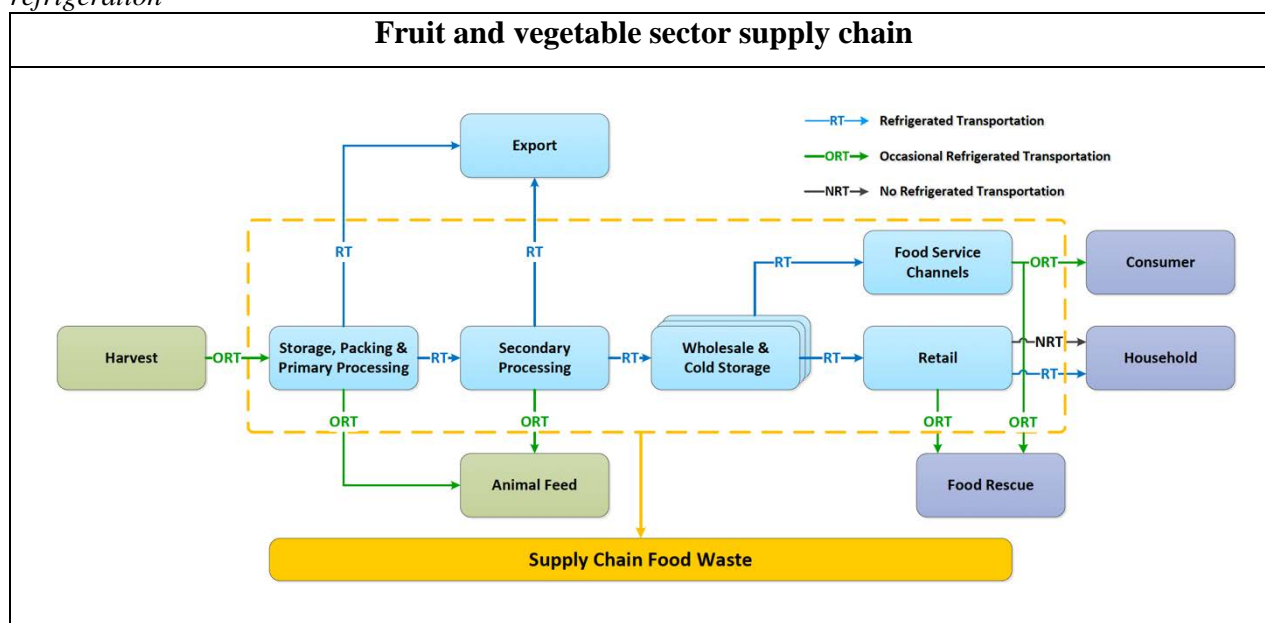 refrigeration
Fruit and vegetable sector supply chain
RT Refrigerated Transportation
ORT Occasional Refrigerated Transportation
NRT No Refrigerated Transportation
Export
RT
RT
RT
Food Service
Channels
ORT
Consumer
Harvest
ORT
Storage, Packing &
Primary Processing
RT
Secondary
Processing
RT
Wholesale &
Cold Storage
RT
Retail
NRT
RT
Household
ORT
ORT
ORT
ORT
Animal Feed
Food Rescue
Supply Chain Food Waste